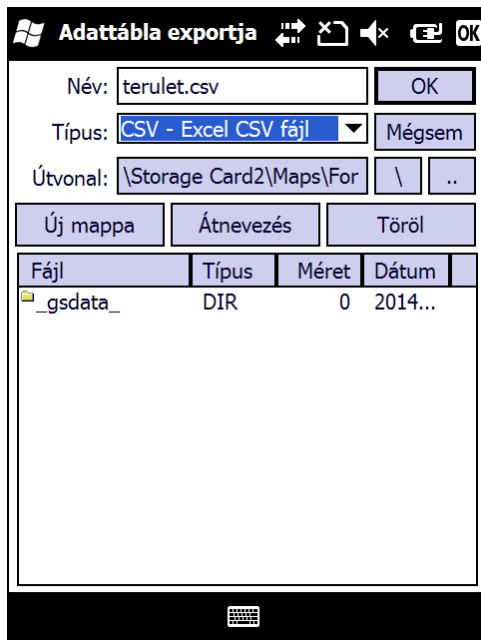 Adattábla exportja OK
Név: terulet.csv OK
Típus: CSV - Excel CSV fájl Mégsem
Útvonal: \Storage Card2\Maps\For \ ..
Új mappa Átnevezés Töröl
Fájl Típus Méret Dátum
_gsdata_ DIR 0 2014...